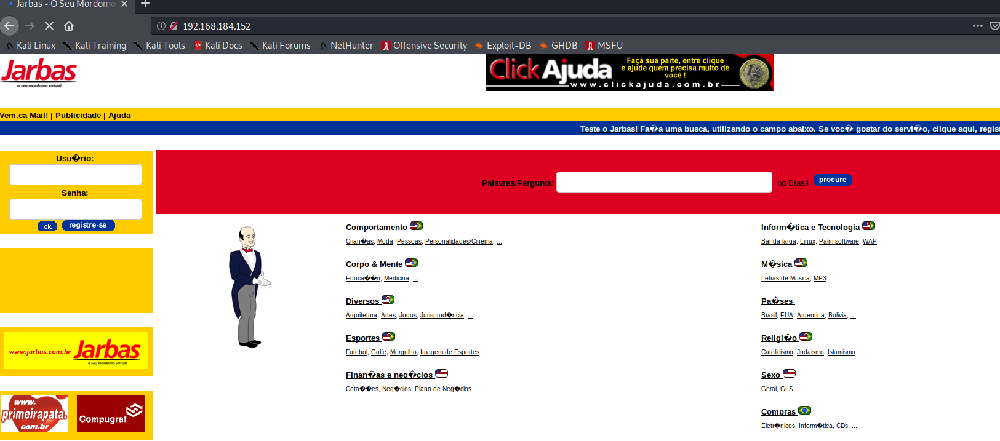 Jarbas - O Seu Mordomo
192.168.184.152
Kali Linux Kali Training Kali Tools Kali Docs Kali Forums NetHunter Offensive Security Exploit-DB GHDB MSFU
Jarbas
o seu mordomo virtual
Click Ajuda
Faça sua parte, entre clique
e ajude quem precisa muito de
você !
www.clickajuda.com.br
Vem.ca Mail! | Publicidade | Ajuda
Teste o Jarbas! Fa�a uma busca, utilizando o campo abaixo. Se voc� gostar do servi�o, clique aqui, regist
Usu�rio:
Senha:
ok registre-se
Palavras/Pergunta: no Brasil procure
www.jarbas.com.br Jarbas
o seu mordomo virtual
www.
primeirapata
.com.br
Compugraf
Comportamento
Crian�as, Moda, Pessoas, Personalidades/Cinema, ...
Corpo & Mente
Educa��o, Medicina, ...
Diversos
Arquitetura, Artes, Jogos, Jurisprud�ncia, ...
Esportes
Futebol, Golfe, Mergulho, Imagem de Esportes
Finan�as e neg�cios
Cota��es, Neg�cios, Plano de Neg�cios
Inform�tica e Tecnologia
Banda larga, Linux, Palm software, WAP
M�sica
Letras de Musica, MP3
Pa�ses
Brasil, EUA, Argentina, Bolivia, ...
Religi�o
Catolicismo, Judaismo, Islamismo
Sexo
Geral, GLS
Compras
Eletr�nicos, Inform�tica, CDs, ...